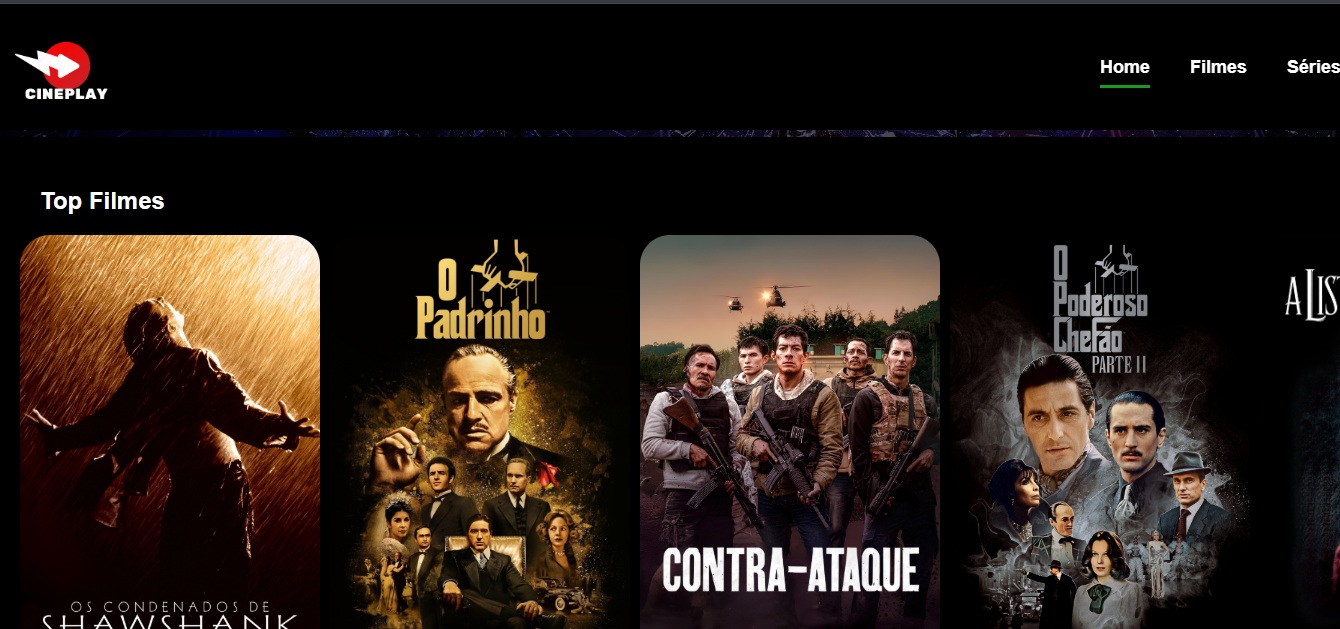 CINEPLAY
Home
Filmes
Séries
Top Filmes
OS CONDENADOS DE
SHAWSHANK
O
Padrinho
CONTRA-ATAQUE
O
Poderoso
Chefão
PARTE II
A LIS